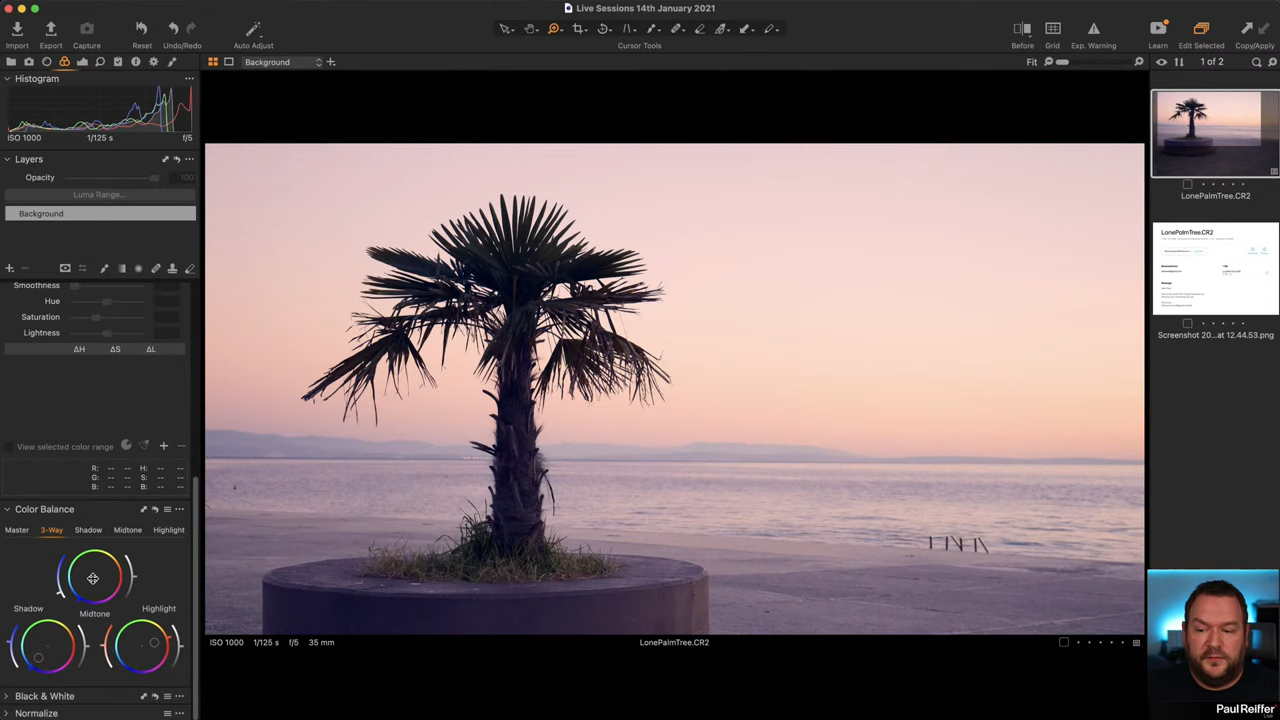 Live Sessions 14th January 2021
Import
Export
Capture
Reset
Undo/Redo
Auto Adjust
Cursor Tools
Before
Grid
Exp. Warning
Learn
Edit Selected
Copy/Apply
Background
Fit
1 of 2
Histogram
ISO 1000 1/125 s f/5
Layers
Opacity 100
Luma Range...
Background
Smoothness
Hue
Saturation
Lightness
ΔH ΔS ΔL
View selected color range
R: -- -- H: -- --
G: -- -- S: -- --
B: -- -- B: -- --
Color Balance
Master 3-Way Shadow Midtone Highlight
Shadow Midtone Highlight
Black & White
Normalize
ISO 1000 1/125 s f/5 35 mm
LonePalmTree.CR2
LonePalmTree.CR2
LonePalmTree.CR2
Screenshot 20...at 12.44.53.png
Paul Reiffer
Live